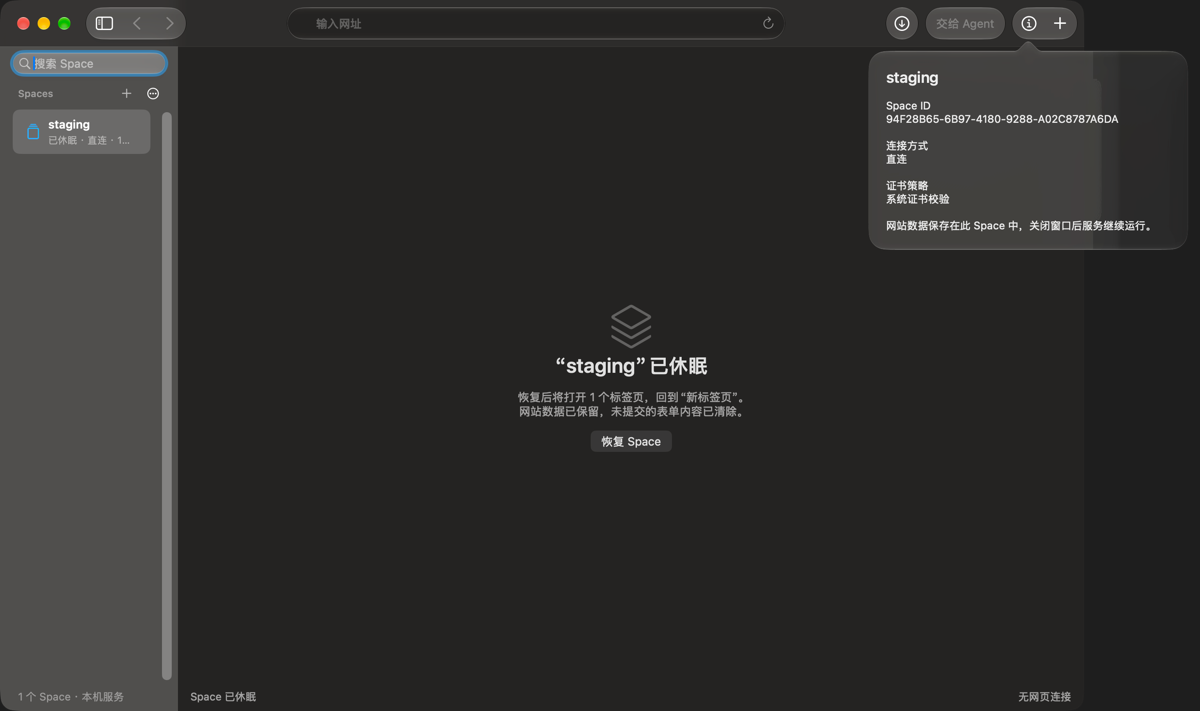 输入网址
交给 Agent
搜索 Space
Spaces
staging
已休眠 · 直连 · 1...
staging
Space ID
94F28B65-6B97-4180-9288-A02C8787A6DA
连接方式
直连
证书策略
系统证书校验
网站数据保存在此 Space 中，关闭窗口后服务继续运行。
“staging” 已休眠
恢复后将打开 1 个标签页，回到“新标签页”。
网站数据已保留，未提交的表单内容已清除。
恢复 Space
1 个 Space · 本机服务
Space 已休眠
无网页连接